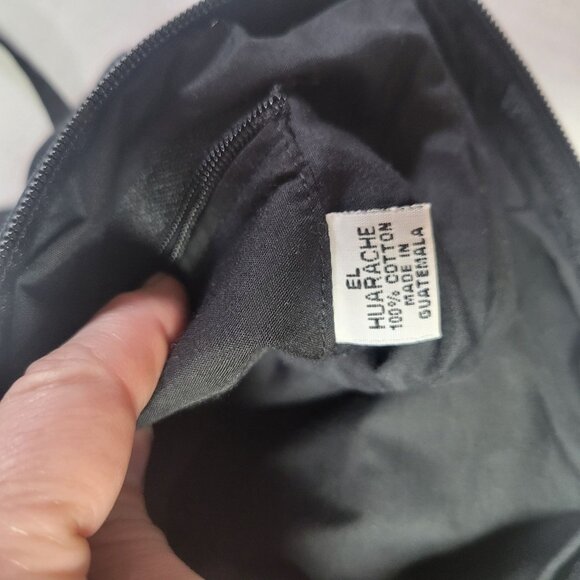 EL
HUARACHE
100% COTTON
MADE IN
GUATEMALA